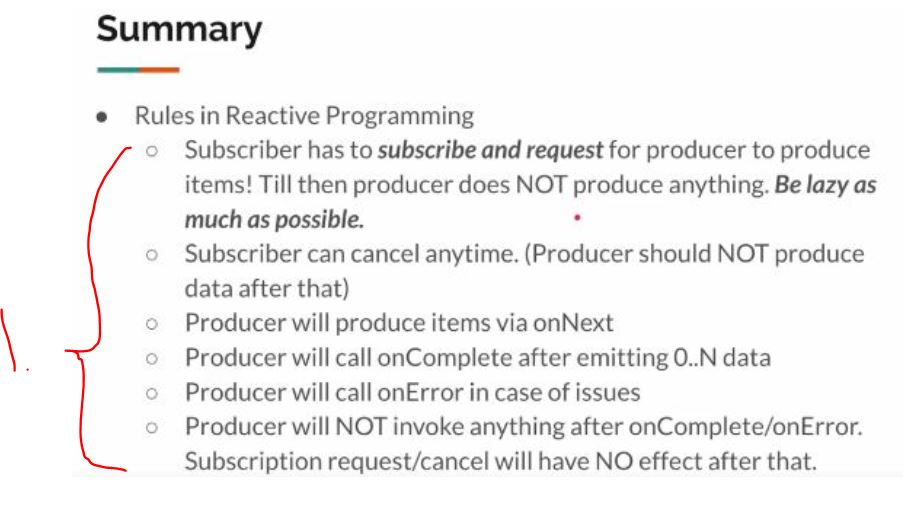 Summary
● Rules in Reactive Programming
○ Subscriber has to subscribe and request for producer to produce
items! Till then producer does NOT produce anything. Be lazy as
much as possible.
○ Subscriber can cancel anytime. (Producer should NOT produce
data after that)
○ Producer will produce items via onNext
○ Producer will call onComplete after emitting 0..N data
○ Producer will call onError in case of issues
○ Producer will NOT invoke anything after onComplete/onError.
Subscription request/cancel will have NO effect after that.